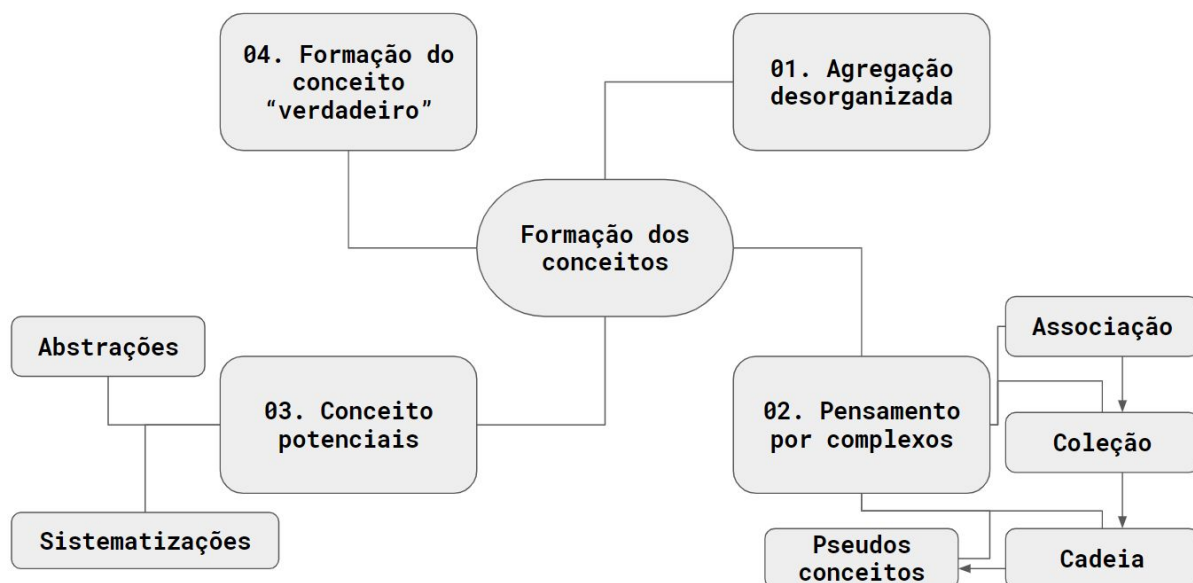 04. Formação do
conceito
“verdadeiro”
01. Agregação
desorganizada
Formação dos
conceitos
Abstrações
03. Conceito
potenciais
Sistematizações
02. Pensamento
por complexos
Associação
Coleção
Cadeia
Pseudos
conceitos